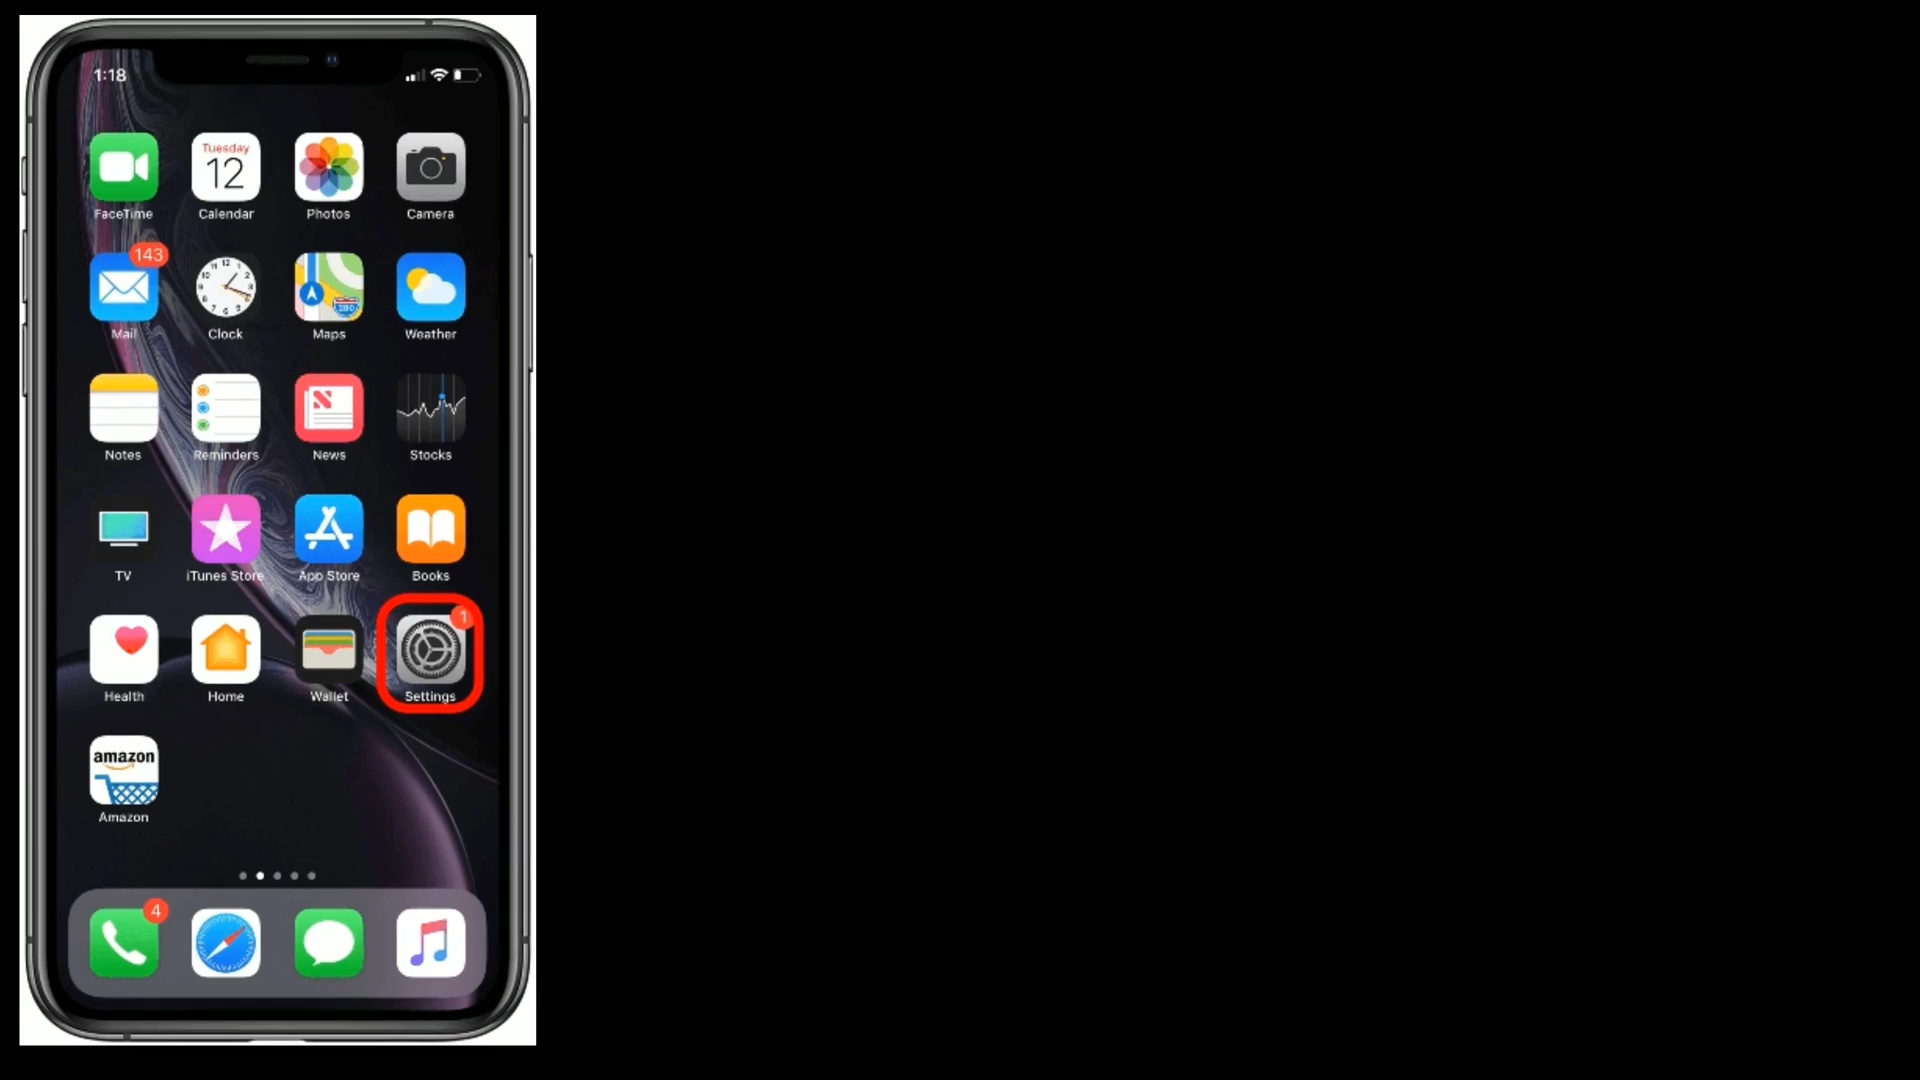 1:18
Tuesday
12
FaceTime
Calendar
Photos
Camera
143
Mail
Clock
Maps
Weather
280
Notes
Reminders
News
Stocks
TV
iTunes Store
App Store
Books
1
Health
Home
Wallet
Settings
amazon
Amazon
4